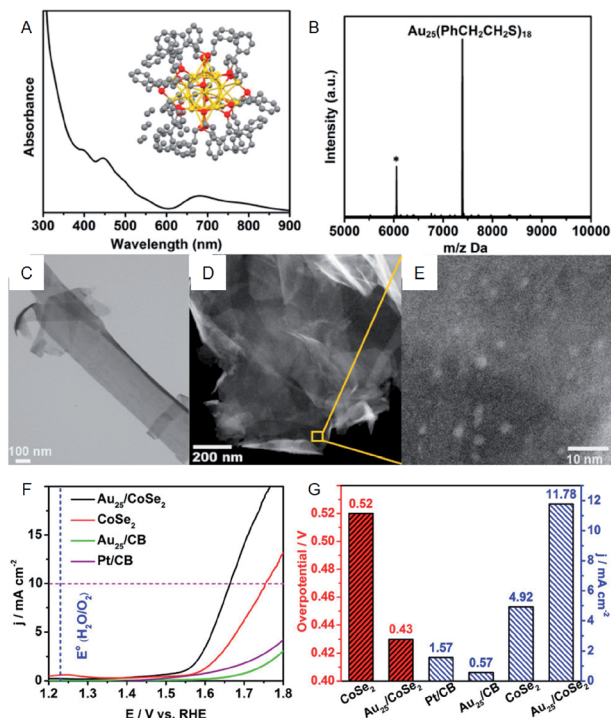 A
Absorbance
300 400 500 600 700 800 900
Wavelength (nm)
B
Au25(PhCH2CH2S)18
*
Intensity (a.u.)
5000 6000 7000 8000 9000 10000
m/z Da
C
100 nm
D
200 nm
E
10 nm
F
Au25/CoSe2
CoSe2
Au25/CB
Pt/CB
E° (H2O/O2)
j / mA cm-2
20
15
10
5
0
1.2 1.3 1.4 1.5 1.6 1.7 1.8
E / V vs. RHE
G
Overpotential / V
0.52
0.50
0.48
0.46
0.44
0.42
0.40
0.52
0.43
1.57
0.57
4.92
11.78
12
10
8
6
4
2
0
j / mA cm-2
CoSe2
Au25/CoSe2
Pt/CB
Au25/CB
CoSe2
Au25/CoSe2